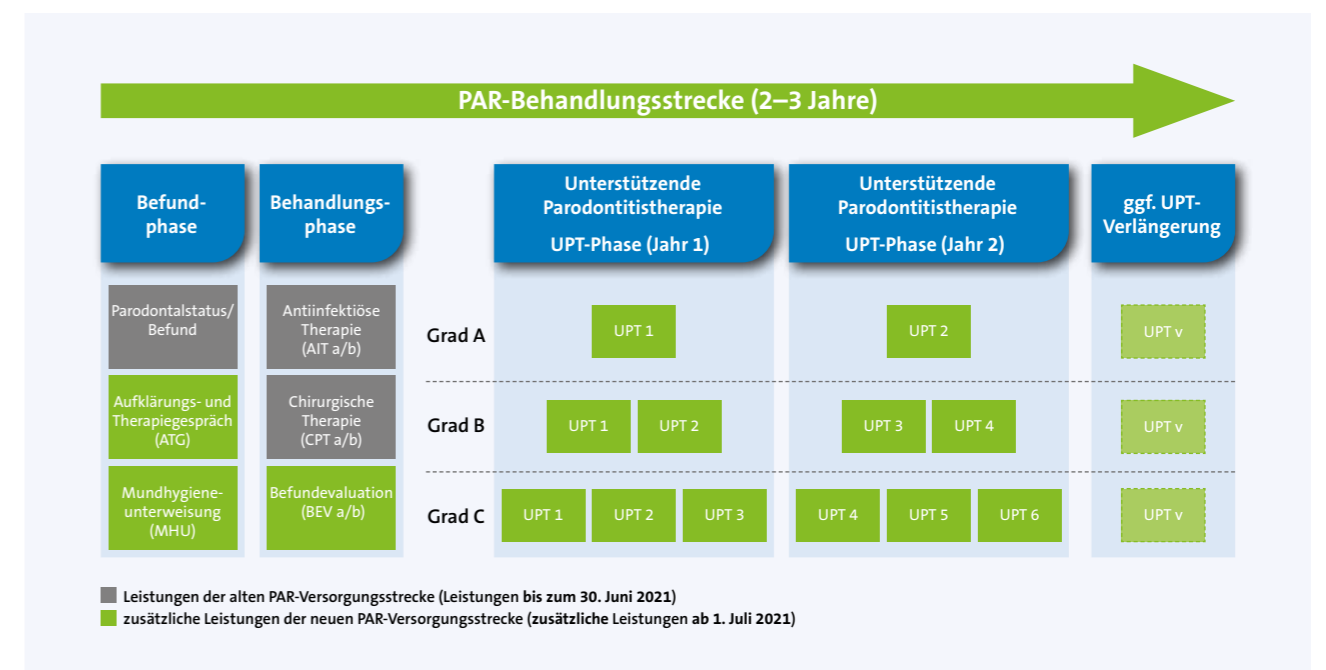 PAR-Behandlungsstrecke (2–3 Jahre)
Befund-
phase
Behandlungs-
phase
Unterstützende
Parodontitistherapie
UPT-Phase (Jahr 1)
Unterstützende
Parodontitistherapie
UPT-Phase (Jahr 2)
ggf. UPT-
Verlängerung
Parodontalstatus/
Befund
Antiinfektiöse
Therapie
(AIT a/b)
Grad A
UPT 1
UPT 2
UPT v
Aufklärungs- und
Therapiegespräch
(ATG)
Chirurgische
Therapie
(CPT a/b)
Grad B
UPT 1
UPT 2
UPT 3
UPT 4
UPT v
Mundhygiene-
unterweisung
(MHU)
Befundevaluation
(BEV a/b)
Grad C
UPT 1
UPT 2
UPT 3
UPT 4
UPT 5
UPT 6
UPT v
Leistungen der alten PAR-Versorgungsstrecke (Leistungen bis zum 30. Juni 2021)
zusätzliche Leistungen der neuen PAR-Versorgungsstrecke (zusätzliche Leistungen ab 1. Juli 2021)